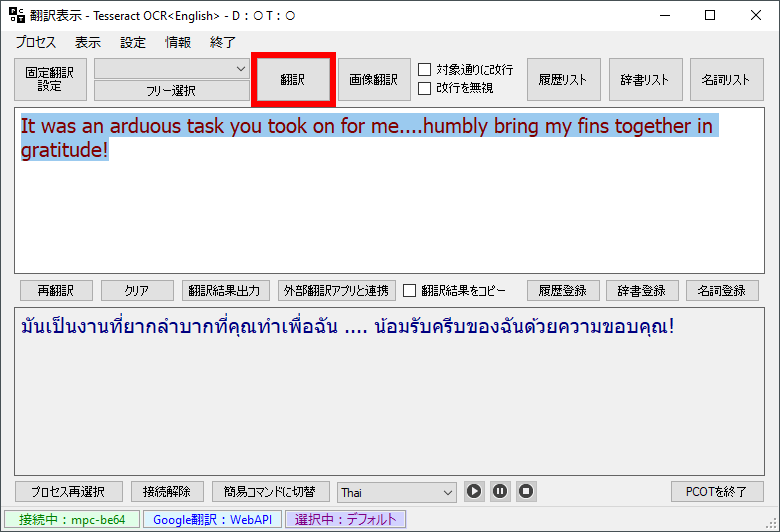 翻訳表示 - Tesseract OCR<English> - D：○ T：○
プロセス 表示 設定 情報 終了
固定翻訳
設定
フリー選択
翻訳
画像翻訳
対象通りに改行
改行を無視
履歴リスト
辞書リスト
名詞リスト
It was an arduous task you took on for me....humbly bring my fins together in
gratitude!
再翻訳 クリア 翻訳結果出力 外部翻訳アプリと連携 翻訳結果をコピー 履歴登録 辞書登録 名詞登録
มันเป็นงานที่ยากลำบากที่คุณทำเพื่อฉัน .... น้อมรับครีบของฉันด้วยความขอบคุณ!
プロセス再選択 接続解除 簡易コマンドに切替 Thai PCOTを終了
接続中：mpc-be64 Google翻訳：WebAPI 選択中：デフォルト